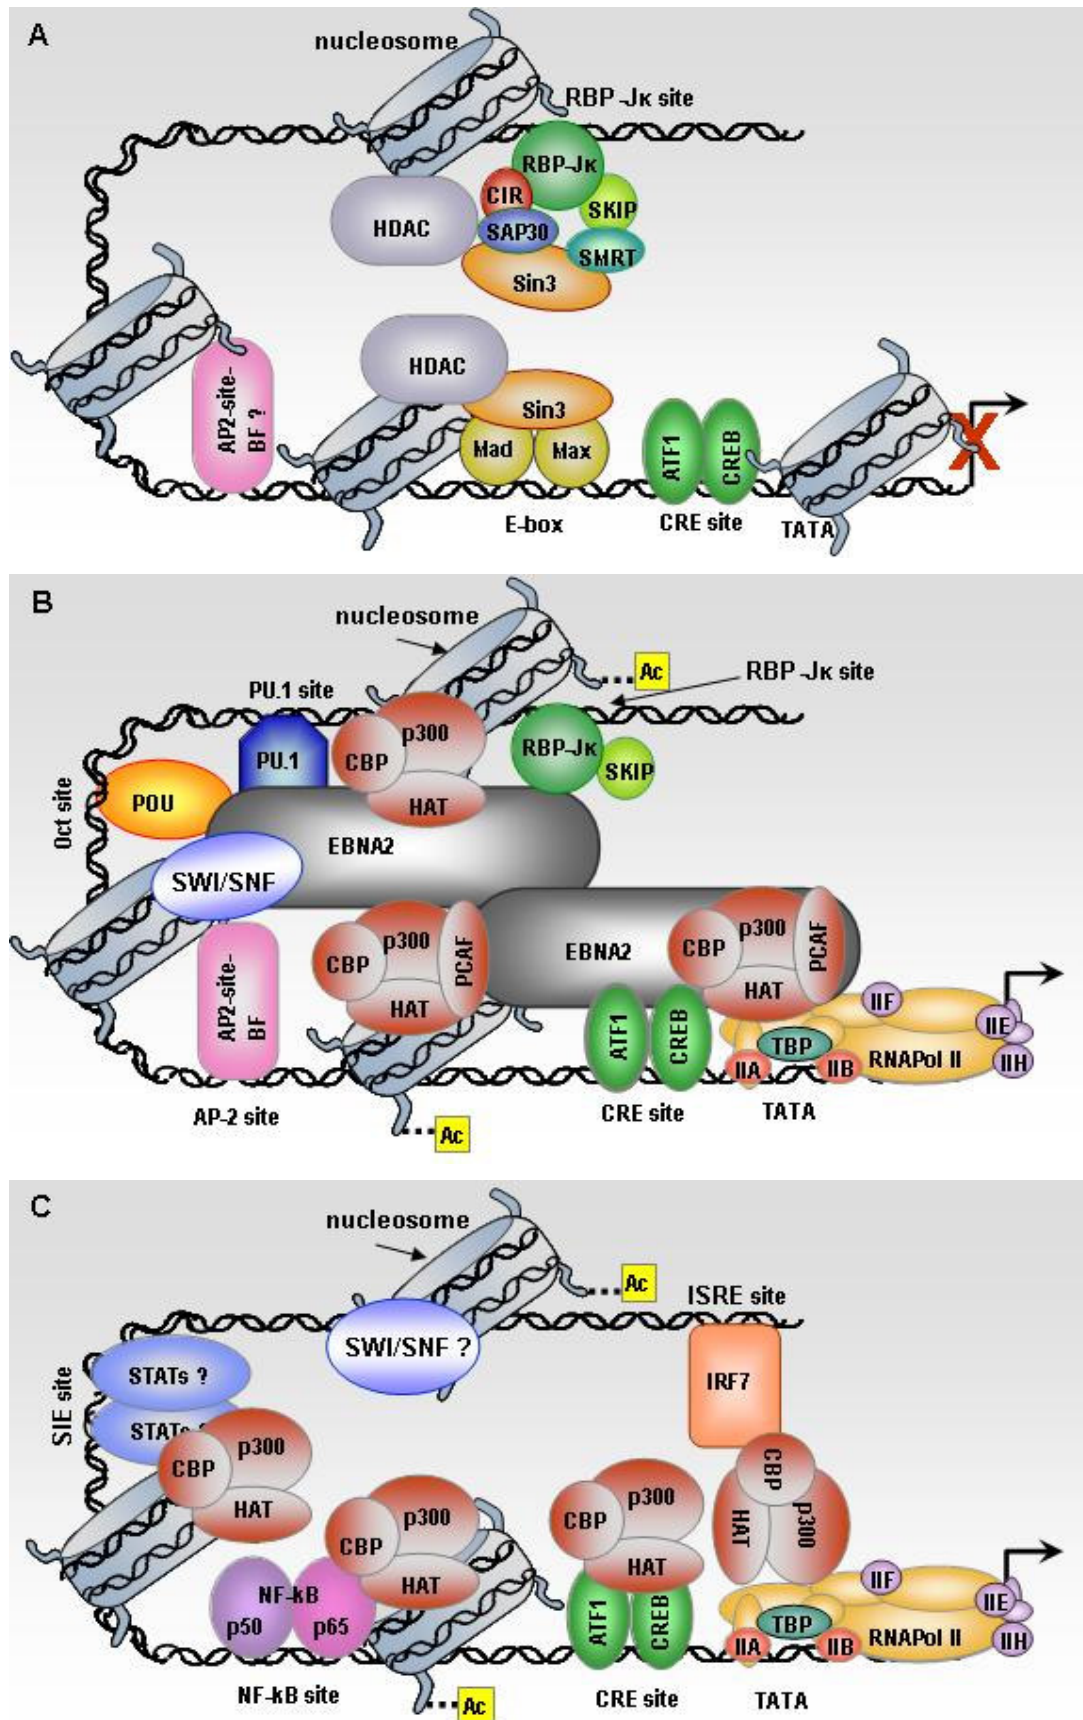 A
nucleosome
RBP-Jκ site
RBP-Jκ
CIR
SKIP
HDAC
SAP30
SMRT
Sin3
HDAC
AP2-site-
BF ?
Sin3
Mad
Max
ATF1
CREB
X
E-box
CRE site
TATA
B
nucleosome
Ac
RBP-Jκ site
PU.1 site
Oct site
POU
PU.1
CBP
p300
HAT
RBP-Jκ
SKIP
EBNA2
SWI/SNF
AP2-site-
BF
CBP
p300
PCAF
HAT
EBNA2
CBP
p300
PCAF
HAT
ATF1
CREB
IIF
IIE
TBP
RNAPol II
IIA
IIB
IIH
AP-2 site
Ac
CRE site
TATA
C
nucleosome
Ac
ISRE site
SWI/SNF ?
SIE site
STATs ?
STATs ?
IRF7
CBP
p300
HAT
CBP
p300
HAT
CBP
p300
HAT
CBP
HAT
p300
NF-kB
p50
p65
ATF1
CREB
IIF
IIE
TBP
RNAPol II
IIA
IIB
IIH
NF-kB site
Ac
CRE site
TATA